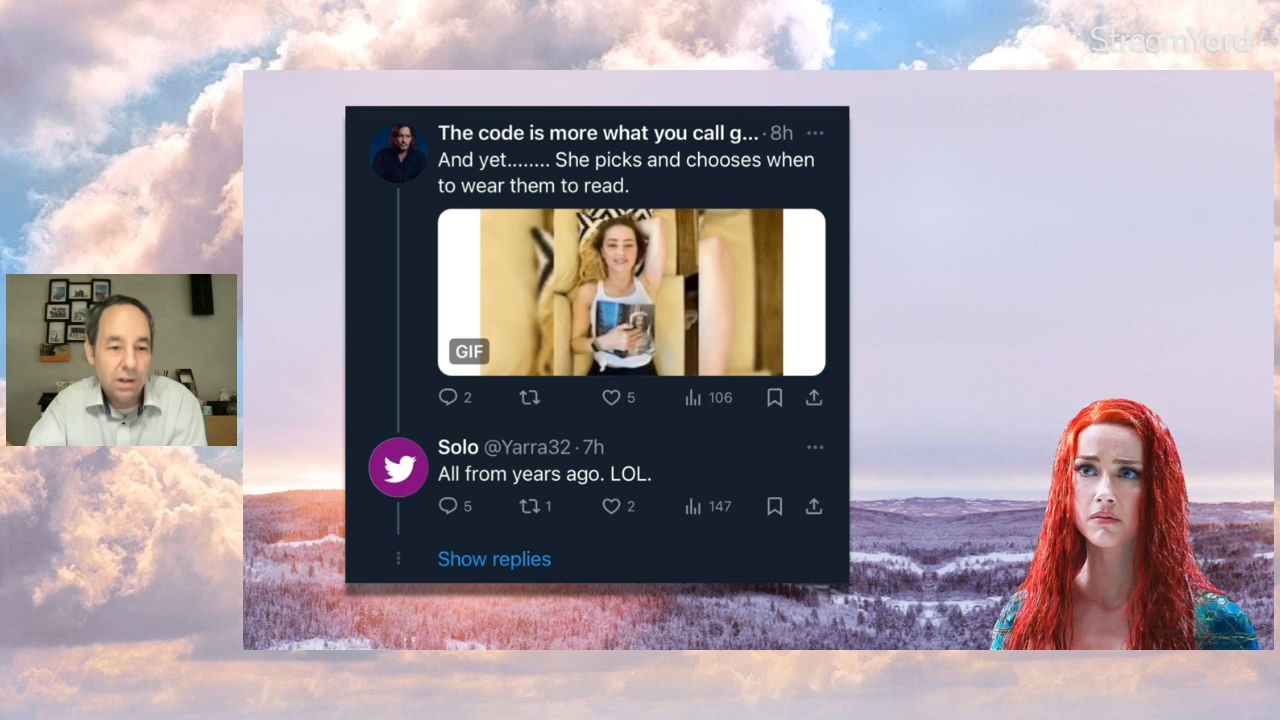 StreamYard
The code is more what you call g... · 8h
And yet........ She picks and chooses when
to wear them to read.
GIF
2 5 106
Solo @Yarra32 · 7h
All from years ago. LOL.
5 1 2 147
Show replies